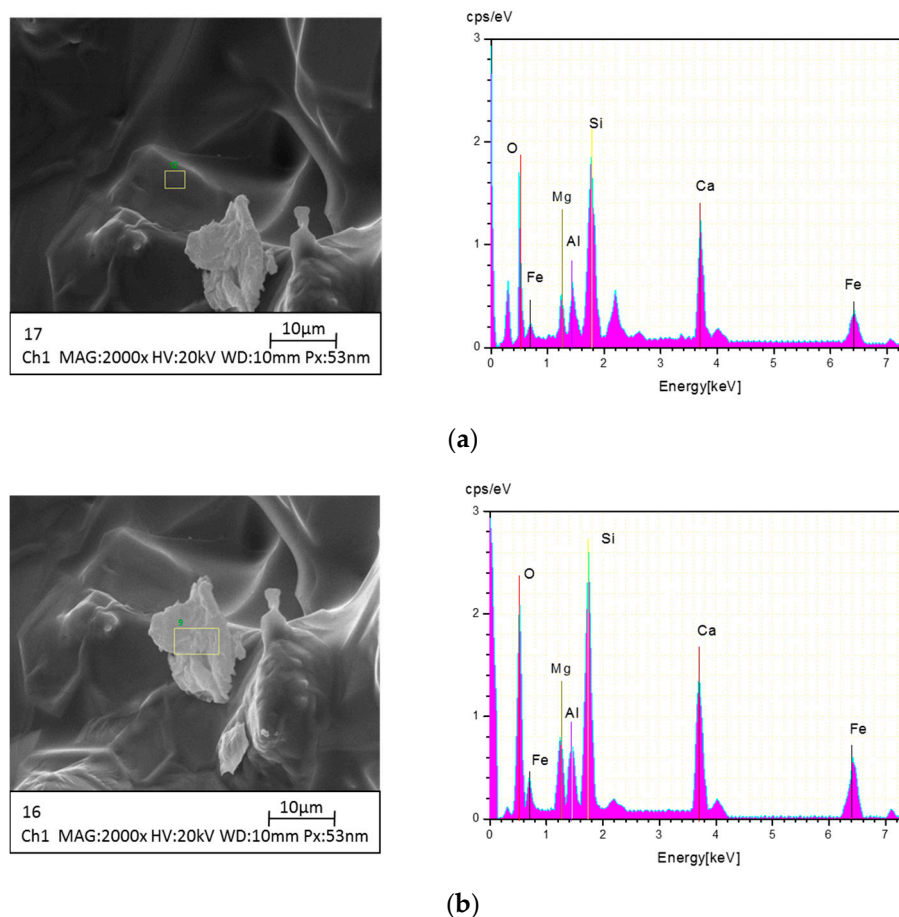 cps/eV
3
2
1
0
O
Fe
Mg
Al
Si
Ca
Fe
0 1 2 3 4 5 6 7
Energy[keV]
17
10µm
Ch1 MAG:2000x HV:20kV WD:10mm Px:53nm
(a)
cps/eV
3
2
1
0
O
Fe
Mg
Al
Si
Ca
Fe
0 1 2 3 4 5 6 7
Energy[keV]
9
16
10µm
Ch1 MAG:2000x HV:20kV WD:10mm Px:53nm
(b)